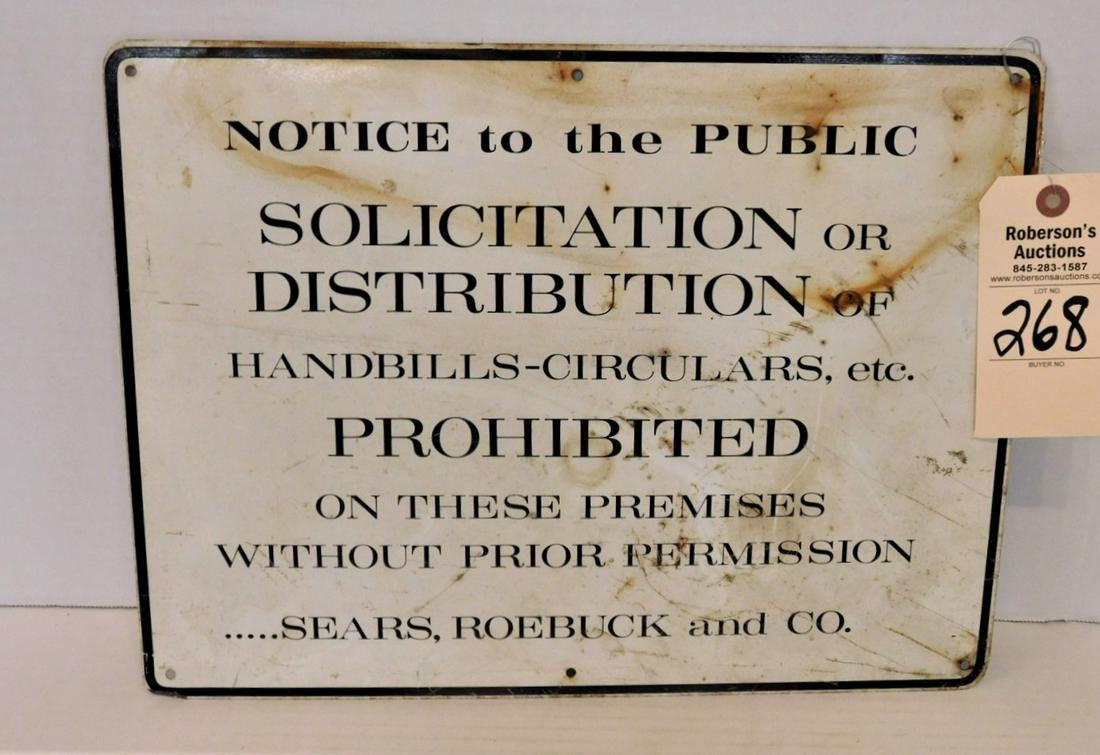 NOTICE to the PUBLIC
SOLICITATION OR
DISTRIBUTION OF
HANDBILLS-CIRCULARS, etc.
PROHIBITED
ON THESE PREMISES
WITHOUT PRIOR PERMISSION
.....SEARS, ROEBUCK and CO.
Roberson's
Auctions
845-283-1587
www.robersonsauctions.co
LOT NO.
268
BUYER NO.